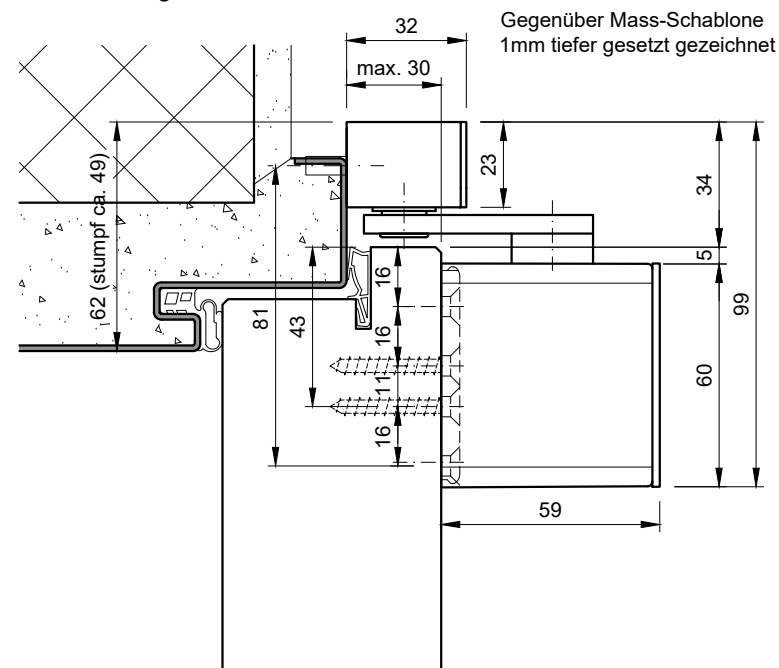 g
Gegenüber Mass-Schablone
1mm tiefer gesetzt gezeichnet
32
max. 30
23
34
5
99
60
59
62 (stumpf ca. 49)
81
43
16
16
11
16